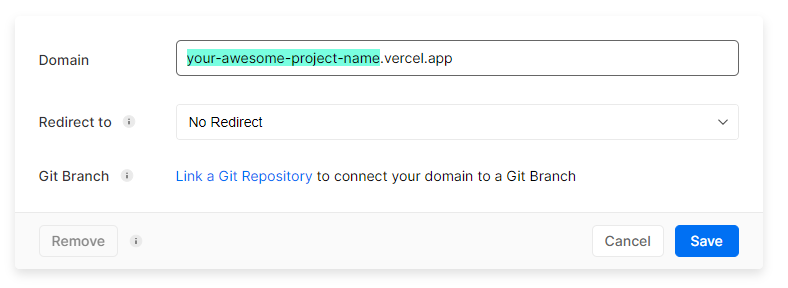 Domain your-awesome-project-name.vercel.app
Redirect to No Redirect
Git Branch Link a Git Repository to connect your domain to a Git Branch
Remove Cancel Save